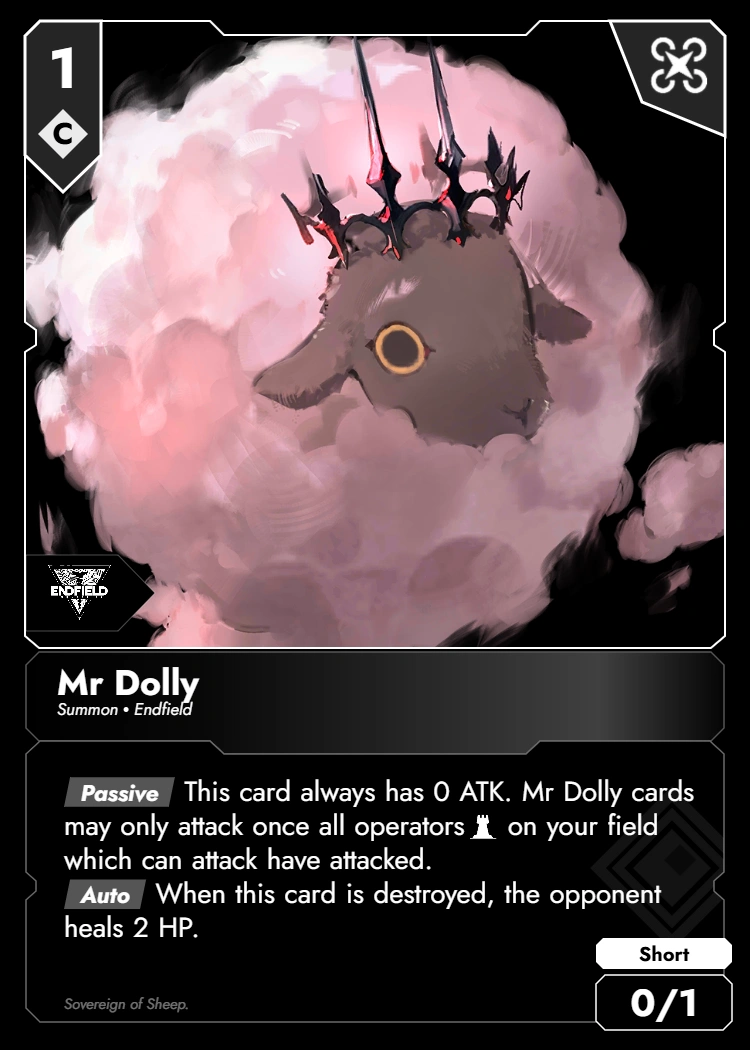 1
C
ENDFIELD
Mr Dolly
Summon • Endfield
Passive This card always has 0 ATK. Mr Dolly cards
may only attack once all operators on your field
which can attack have attacked.
Auto When this card is destroyed, the opponent
heals 2 HP.
Short
Sovereign of Sheep.
0/1